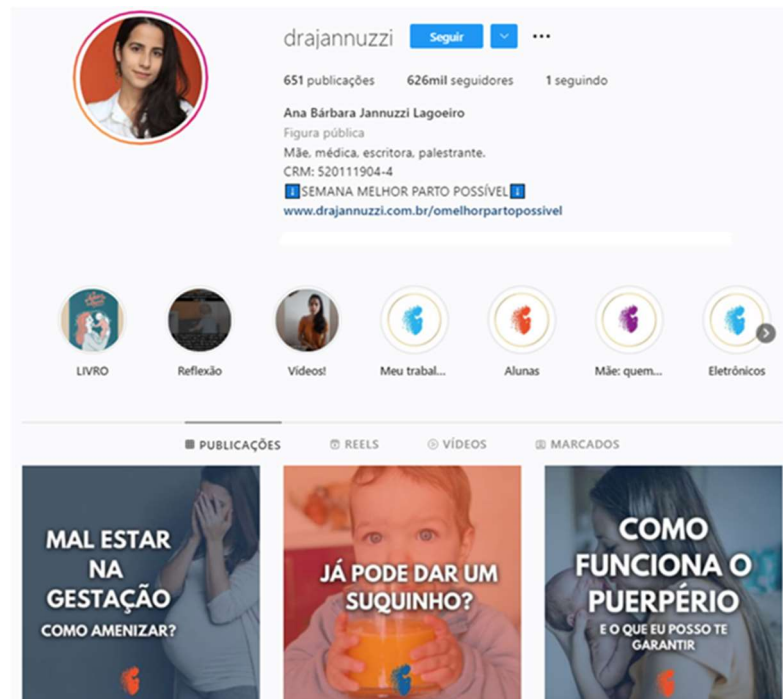 drajannuzzi Seguir
651 publicações 626mil seguidores 1 seguindo
Ana Bárbara Jannuzzi Lagoeiro
Figura pública
Mãe, médica, escritora, palestrante.
CRM: 520111904-4
SEMANA MELHOR PARTO POSSÍVEL
www.drajannuzzi.com.br/omelhorpartopossivel
LIVRO Reflexão Vídeos! Meu trabal... Alunas Mãe: quem... Eletrônicos
PUBLICAÇÕES REELS VÍDEOS MARCADOS
MAL ESTAR
NA
GESTAÇÃO
COMO AMENIZAR?
JÁ PODE DAR UM
SUQUINHO?
COMO
FUNCIONA O
PUERPÉRIO
E O QUE EU POSSO TE
GARANTIR